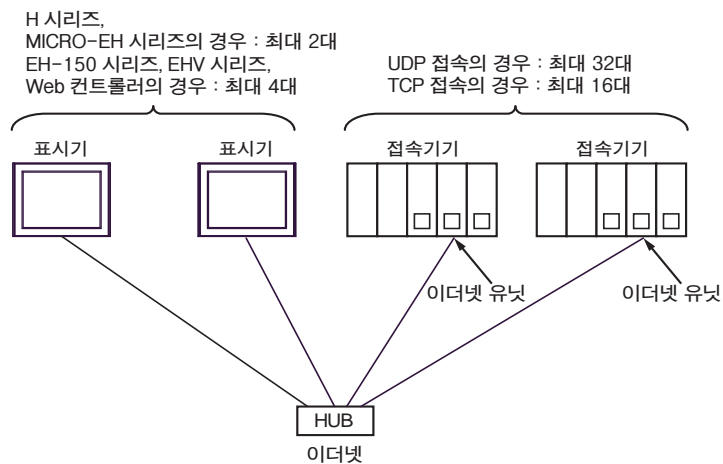 H 시리즈,
MICRO-EH 시리즈의 경우 : 최대 2대
EH-150 시리즈, EHV 시리즈,
Web 컨트롤러의 경우 : 최대 4대
UDP 접속의 경우 : 최대 32대
TCP 접속의 경우 : 최대 16대
표시기
표시기
접속기기
접속기기
이더넷 유닛
이더넷 유닛
HUB
이더넷